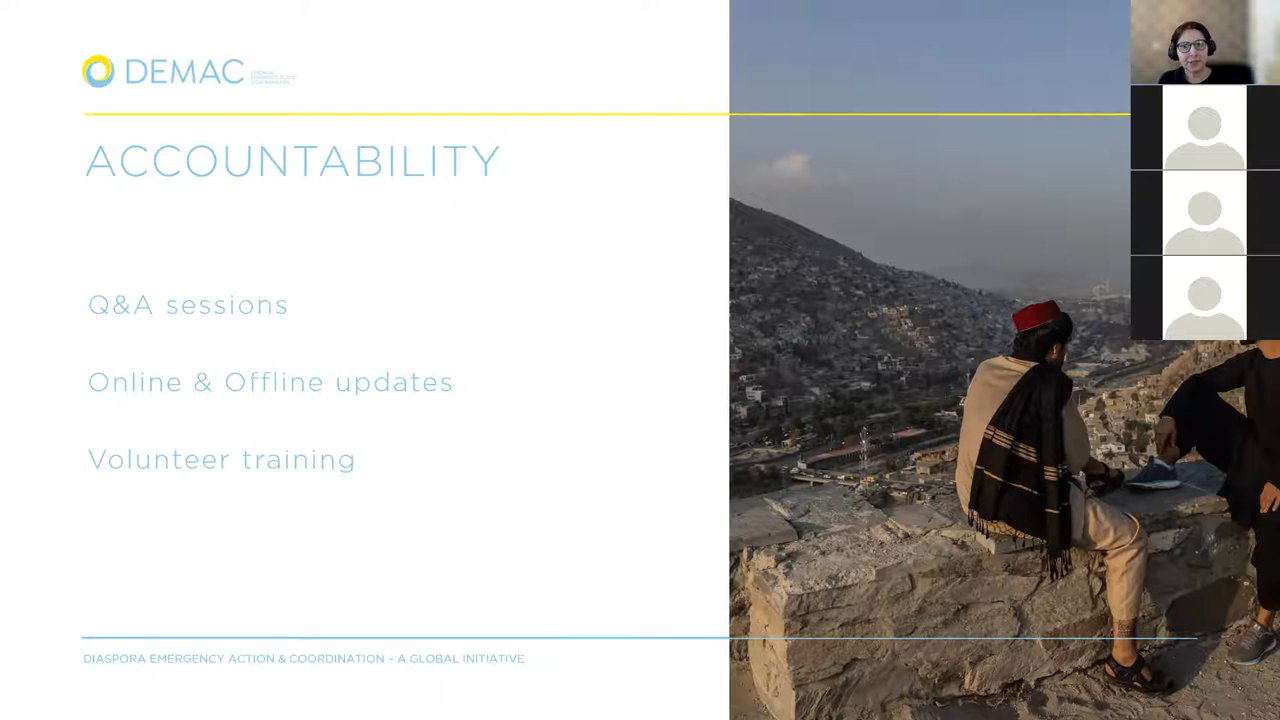 DEMAC
ACCOUNTABILITY
Q&A sessions
Online & Offline updates
Volunteer training
DIASPORA EMERGENCY ACTION & COORDINATION – A GLOBAL INITIATIVE